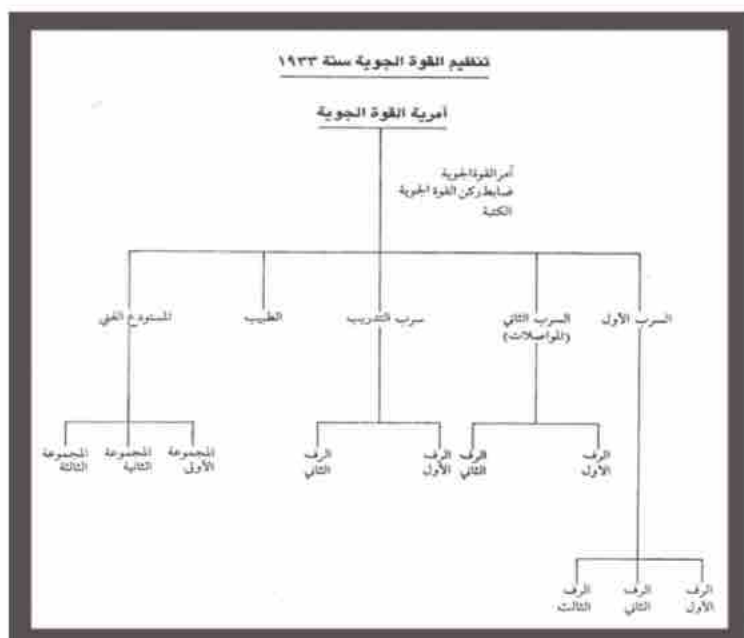 تنظيم القوة الجوية سنة ١٩٣٣
أمرية القوة الجوية
أمر القوة الجوية
ضابط ركن القوة الجوية
الكتبة
السرب الأول
السرب الثاني
(المواصلات)
سرب التدريب
الطبيب
المستودع الفني
الرف
الأول
الرف
الثاني
الرف
الأول
الرف
الثاني
المجموعة
الأولى
المجموعة
الثانية
المجموعة
الثالثة
الرف
الأول
الرف
الثاني
الرف
الثالث